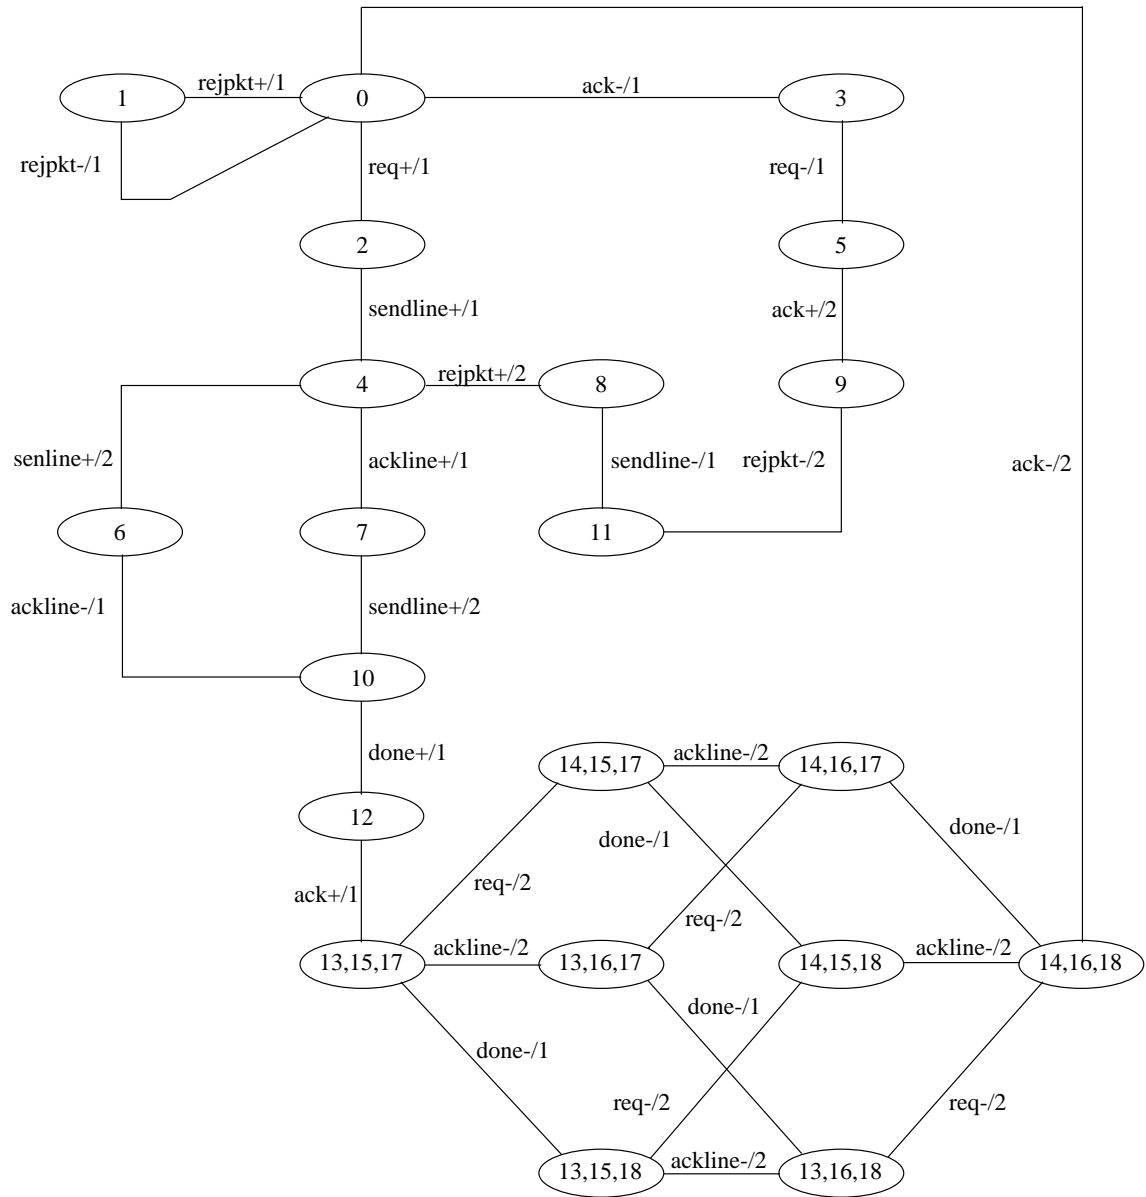 rejpkt+/1
ack-/1
1
0
3
rejpkt-/1
req+/1
req-/1
2
5
sendline+/1
ack+/2
4
rejpkt+/2
8
9
senline+/2
ackline+/1
sendline-/1
rejpkt-/2
ack-/2
6
7
11
ackline-/1
sendline+/2
10
done+/1
14,15,17
ackline-/2
14,16,17
12
done-/1
done-/1
ack+/1
req-/2
req-/2
13,15,17
ackline-/2
13,16,17
14,15,18
ackline-/2
14,16,18
done-/1
done-/1
req-/2
req-/2
13,15,18
ackline-/2
13,16,18